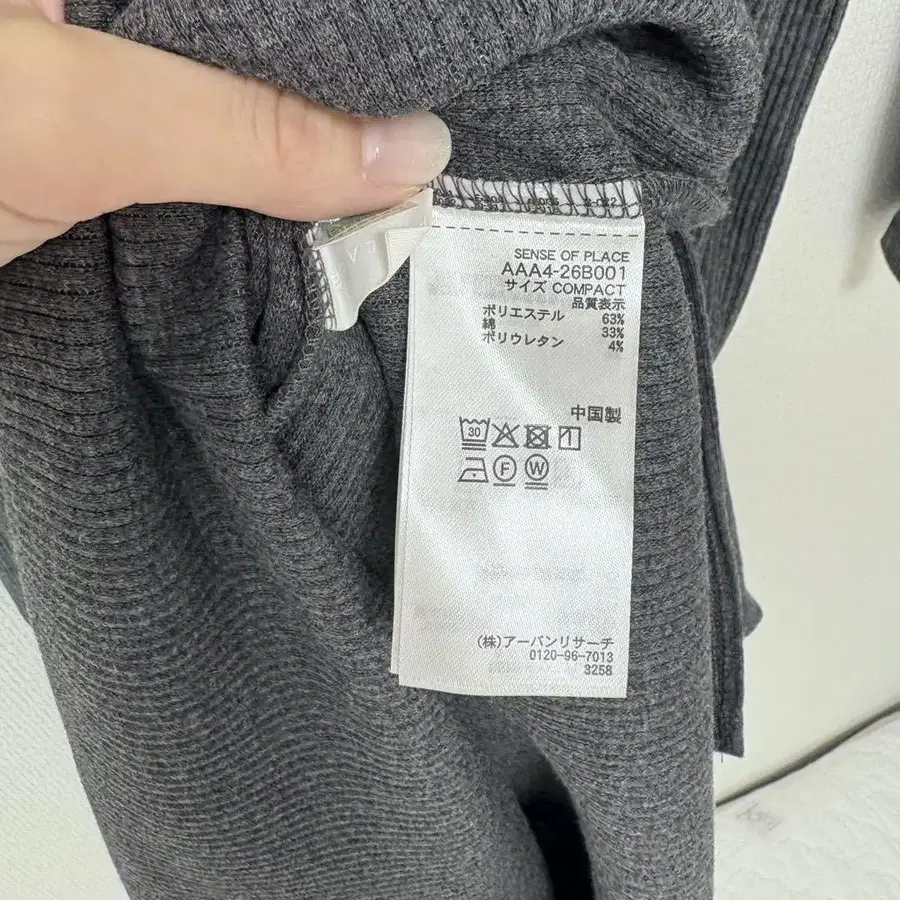 SENSE OF PLACE
AAA4-26B001
サイズ COMPACT
品質表示
ポリエステル 63%
綿 33%
ポリウレタン 4%
中国製
30
F W
(株)アーバンリサーチ
0120-96-7013
3258